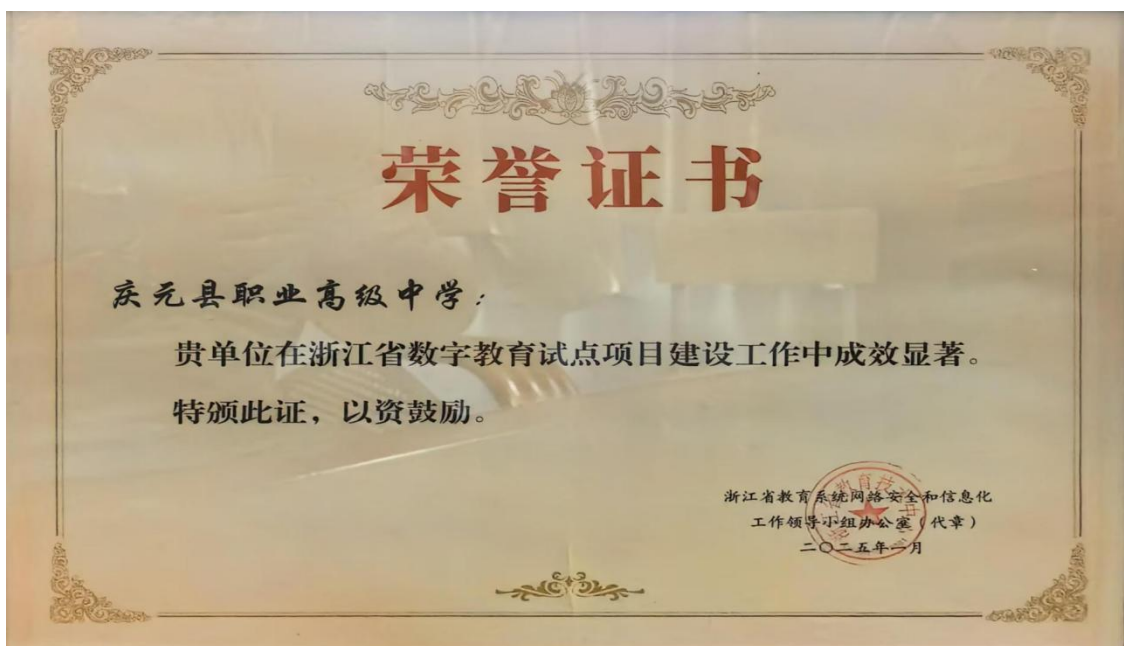 荣誉证书
庆元县职业高级中学：
贵单位在浙江省数字教育试点项目建设工作中成效显著。
特颁此证，以资鼓励。
浙江省教育系统网络安全和信息化
工作领导小组办公室（代章）
二〇二五年一月